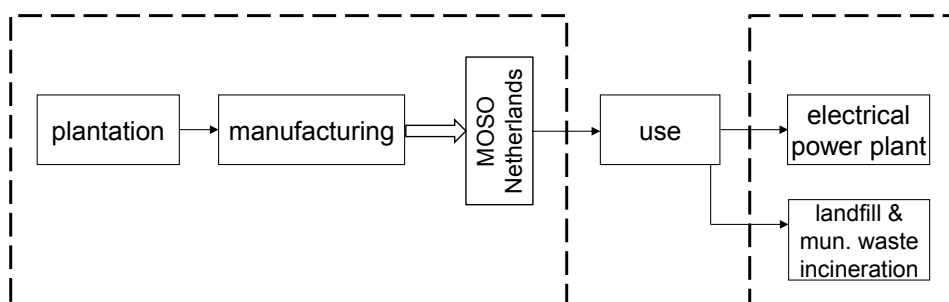 plantation
manufacturing
MOSO
Netherlands
use
electrical
power plant
landfill &
mun. waste
incineration